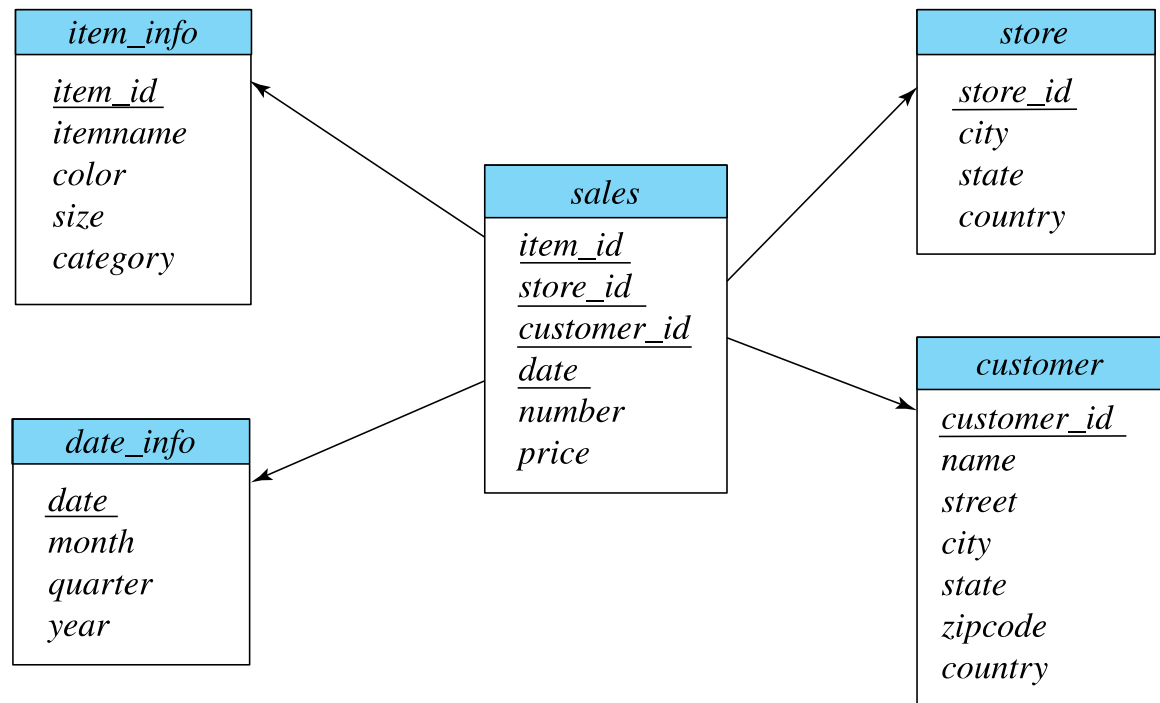 item_info
item_id
itemname
color
size
category
store
store_id
city
state
country
sales
item_id
store_id
customer_id
date
number
price
date_info
date
month
quarter
year
customer
customer_id
name
street
city
state
zipcode
country